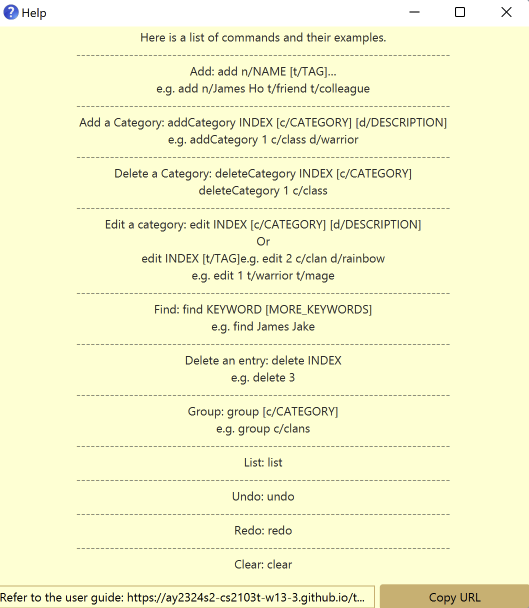 Help
Here is a list of commands and their examples.
--------------------------------------------------------------------------------
Add: add n/NAME [t/TAG]...
e.g. add n/James Ho t/friend t/colleague
--------------------------------------------------------------------------------
Add a Category: addCategory INDEX [c/CATEGORY] [d/DESCRIPTION]
e.g. addCategory 1 c/class d/warrior
--------------------------------------------------------------------------------
Delete a Category: deleteCategory INDEX [c/CATEGORY]
deleteCategory 1 c/class
--------------------------------------------------------------------------------
Edit a category: edit INDEX [c/CATEGORY] [d/DESCRIPTION]
Or
edit INDEX [t/TAG]e.g. edit 2 c/clan d/rainbow
e.g. edit 1 t/warrior t/mage
--------------------------------------------------------------------------------
Find: find KEYWORD [MORE_KEYWORDS]
e.g. find James Jake
--------------------------------------------------------------------------------
Delete an entry: delete INDEX
e.g. delete 3
--------------------------------------------------------------------------------
Group: group [c/CATEGORY]
e.g. group c/clans
--------------------------------------------------------------------------------
List: list
--------------------------------------------------------------------------------
Undo: undo
--------------------------------------------------------------------------------
Redo: redo
--------------------------------------------------------------------------------
Clear: clear
Refer to the user guide: https://ay2324s2-cs2103t-w13-3.github.io/t...
Copy URL